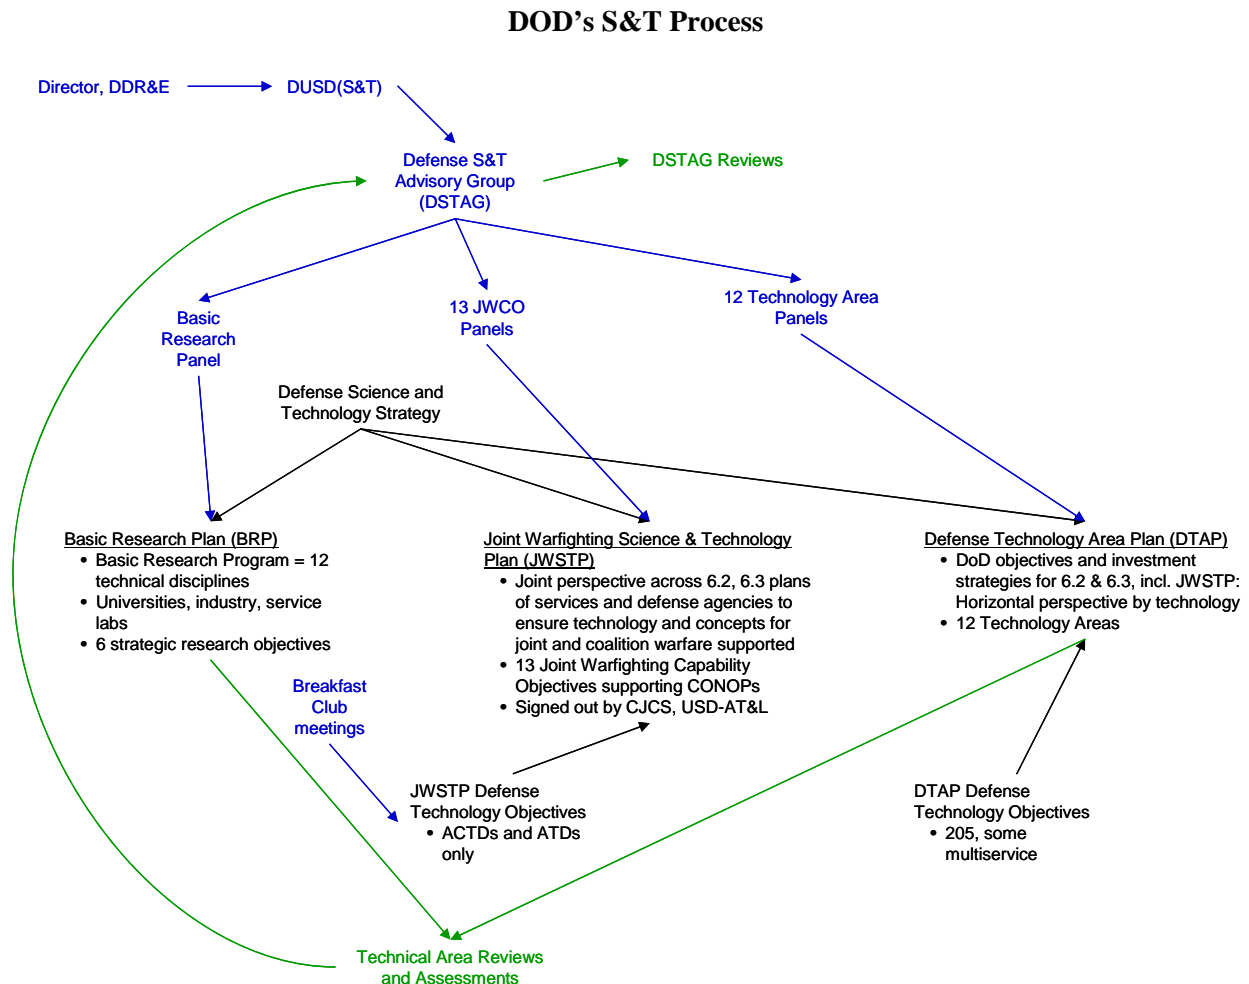 DOD's S&T Process
Director, DDR&E
DUSD(S&T)
Defense S&T
Advisory Group
(DSTAG)
DSTAG Reviews
Basic
Research
Panel
13 JWCO
Panels
12 Technology Area
Panels
Defense Science and
Technology Strategy
Basic Research Plan (BRP)
• Basic Research Program = 12
technical disciplines
• Universities, industry, service
labs
• 6 strategic research objectives
Joint Warfighting Science & Technology
Plan (JWSTP)
• Joint perspective across 6.2, 6.3 plans
of services and defense agencies to
ensure technology and concepts for
joint and coalition warfare supported
• 13 Joint Warfighting Capability
Objectives supporting CONOPs
• Signed out by CJCS, USD-AT&L
Defense Technology Area Plan (DTAP)
• DoD objectives and investment
strategies for 6.2 & 6.3, incl. JWSTP:
Horizontal perspective by technology
• 12 Technology Areas
Breakfast
Club
meetings
JWSTP Defense
Technology Objectives
• ACTDs and ATDs
only
DTAP Defense
Technology Objectives
• 205, some
multiservice
Technical Area Reviews
and Assessments